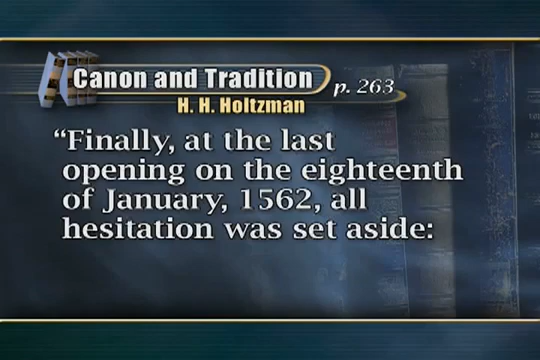 Canon and Tradition p. 263
H. H. Holtzman
“Finally, at the last
opening on the eighteenth
of January, 1562, all
hesitation was set aside: